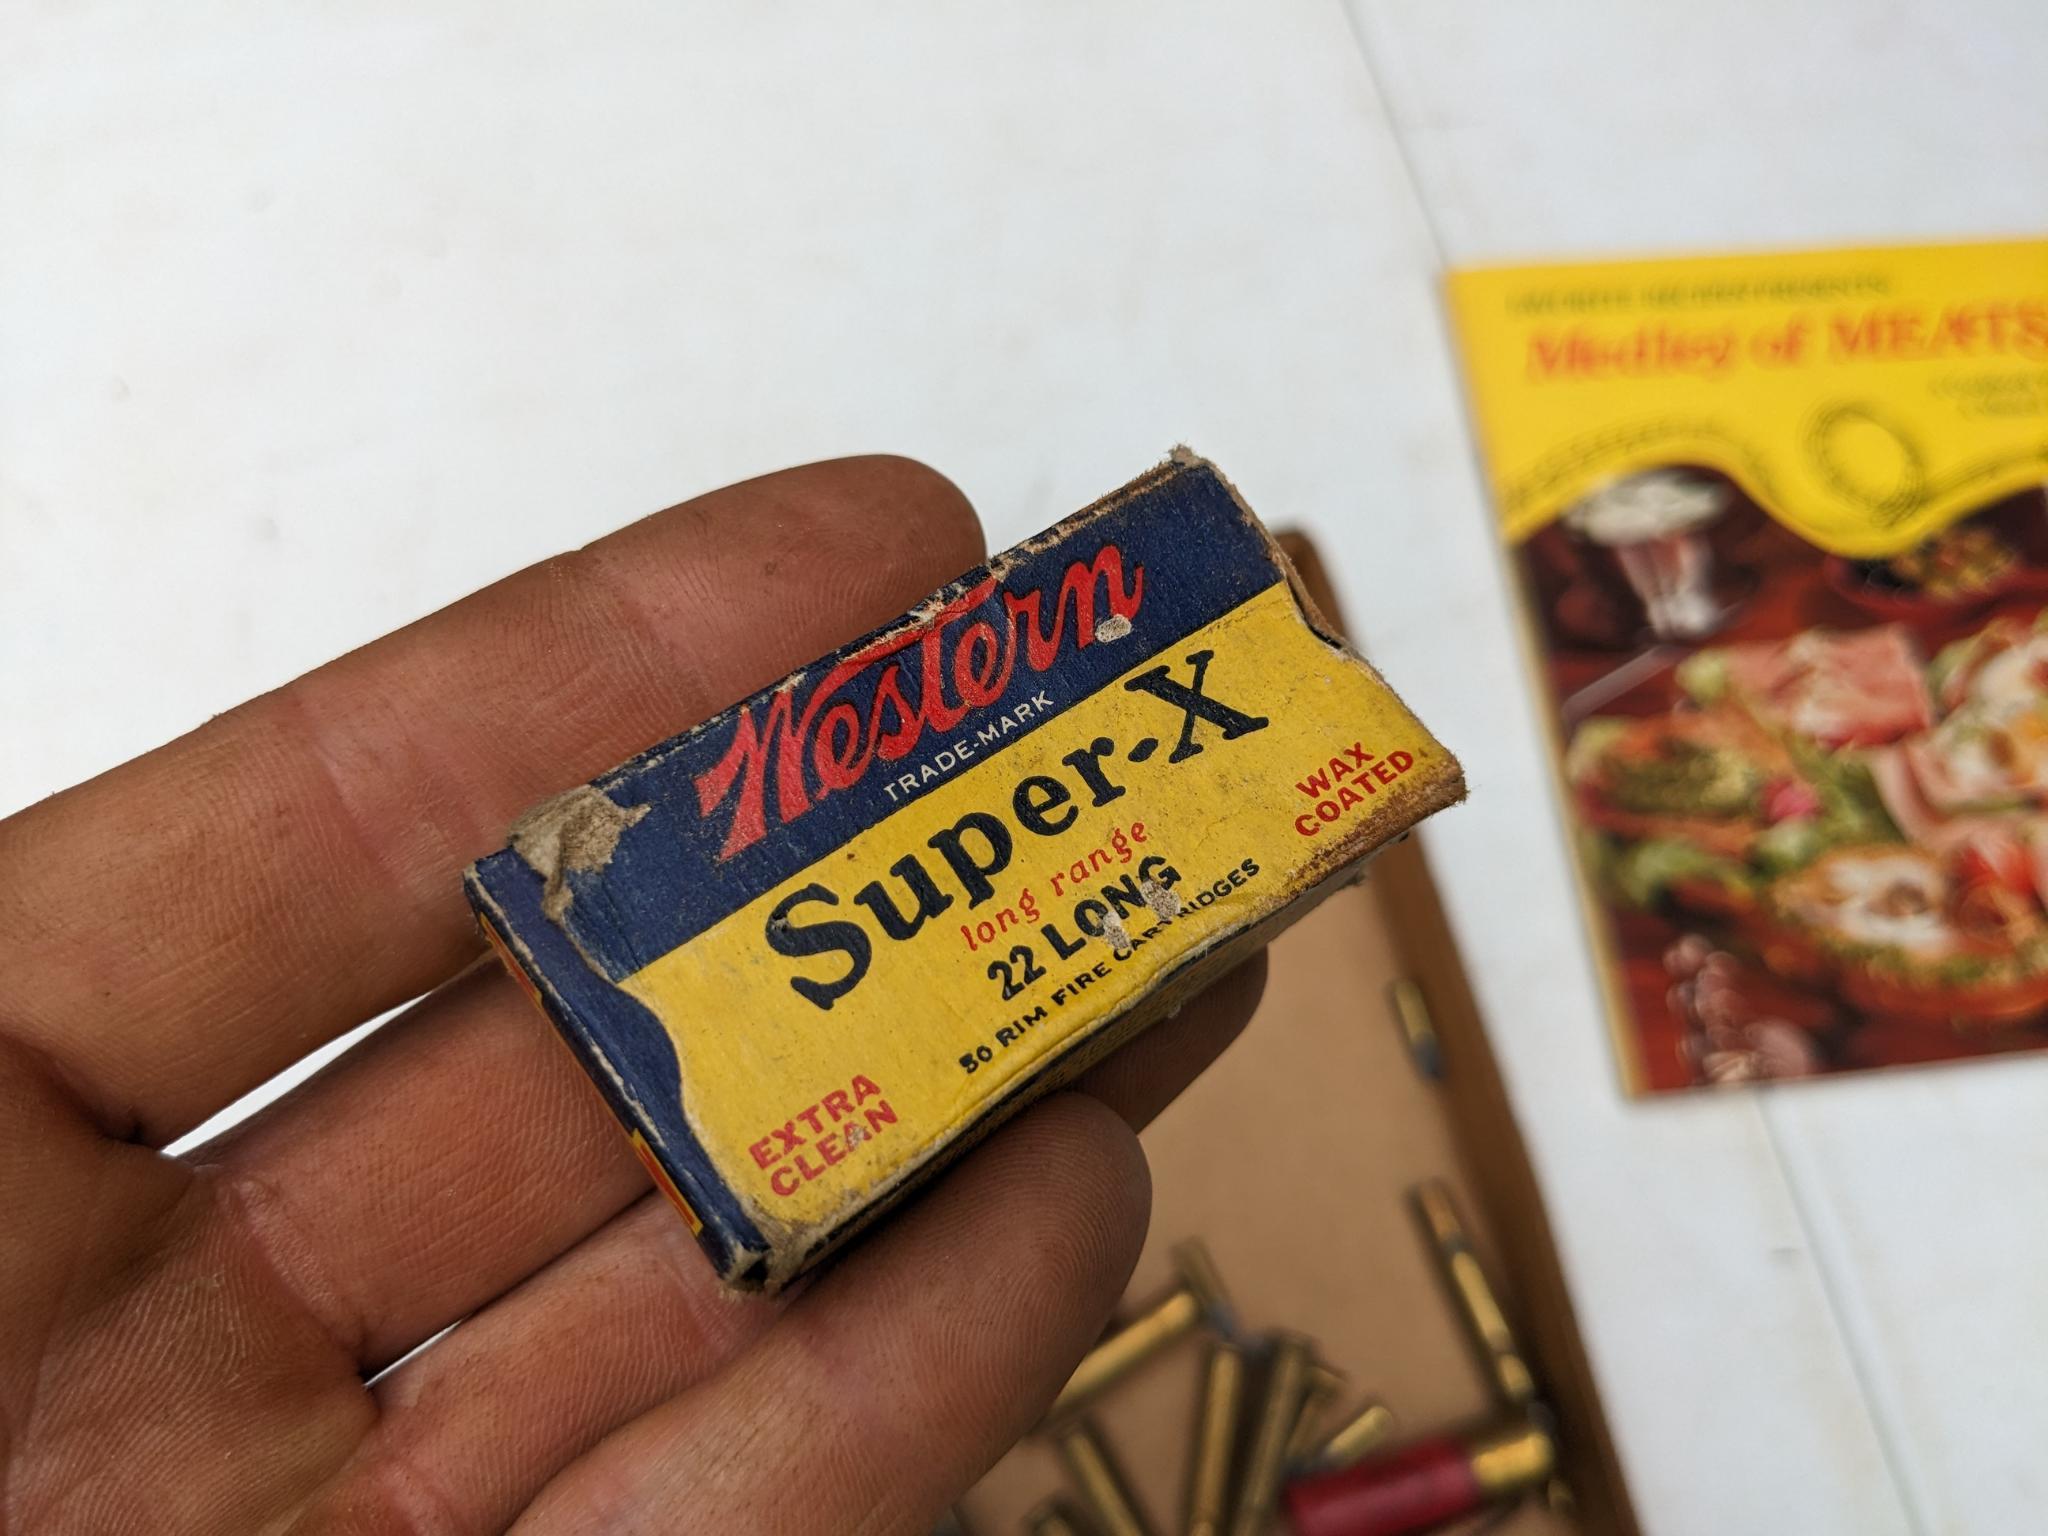 Western
TRADE-MARK
Super-X
long range
22 LONG
50 RIM FIRE CARTRIDGES
WAX
COATED
EXTRA
CLEAN
Medley of MEATS